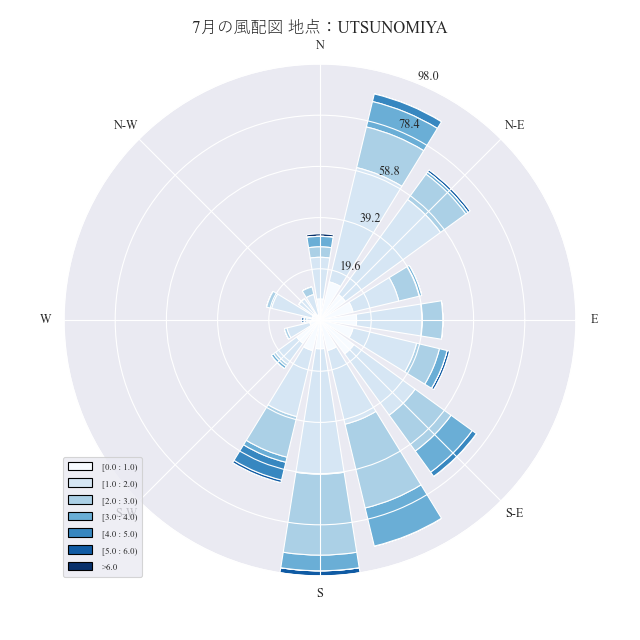 7月の風配図 地点：UTSUNOMIYA
N
98.0
N-W
78.4
N-E
58.8
39.2
19.6
W
E
[0.0 : 1.0)
[1.0 : 2.0)
[2.0 : 3.0)
S-W
[3.0 : 4.0)
S-E
[4.0 : 5.0)
[5.0 : 6.0)
>6.0
S